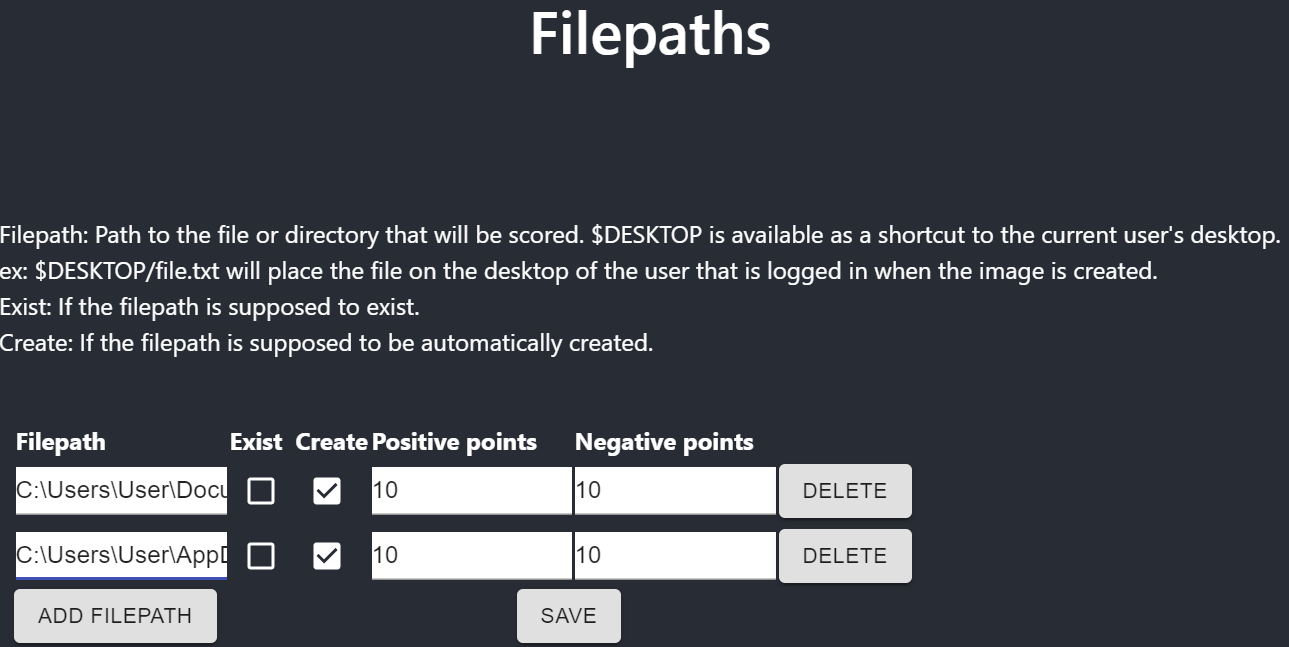 Filepaths
Filepath: Path to the file or directory that will be scored. $DESKTOP is available as a shortcut to the current user's desktop.
ex: $DESKTOP/file.txt will place the file on the desktop of the user that is logged in when the image is created.
Exist: If the filepath is supposed to exist.
Create: If the filepath is supposed to be automatically created.
Filepath Exist Create Positive points Negative points
C:\Users\User\Docu 10 10 DELETE
C:\Users\User\AppD 10 10 DELETE
ADD FILEPATH SAVE